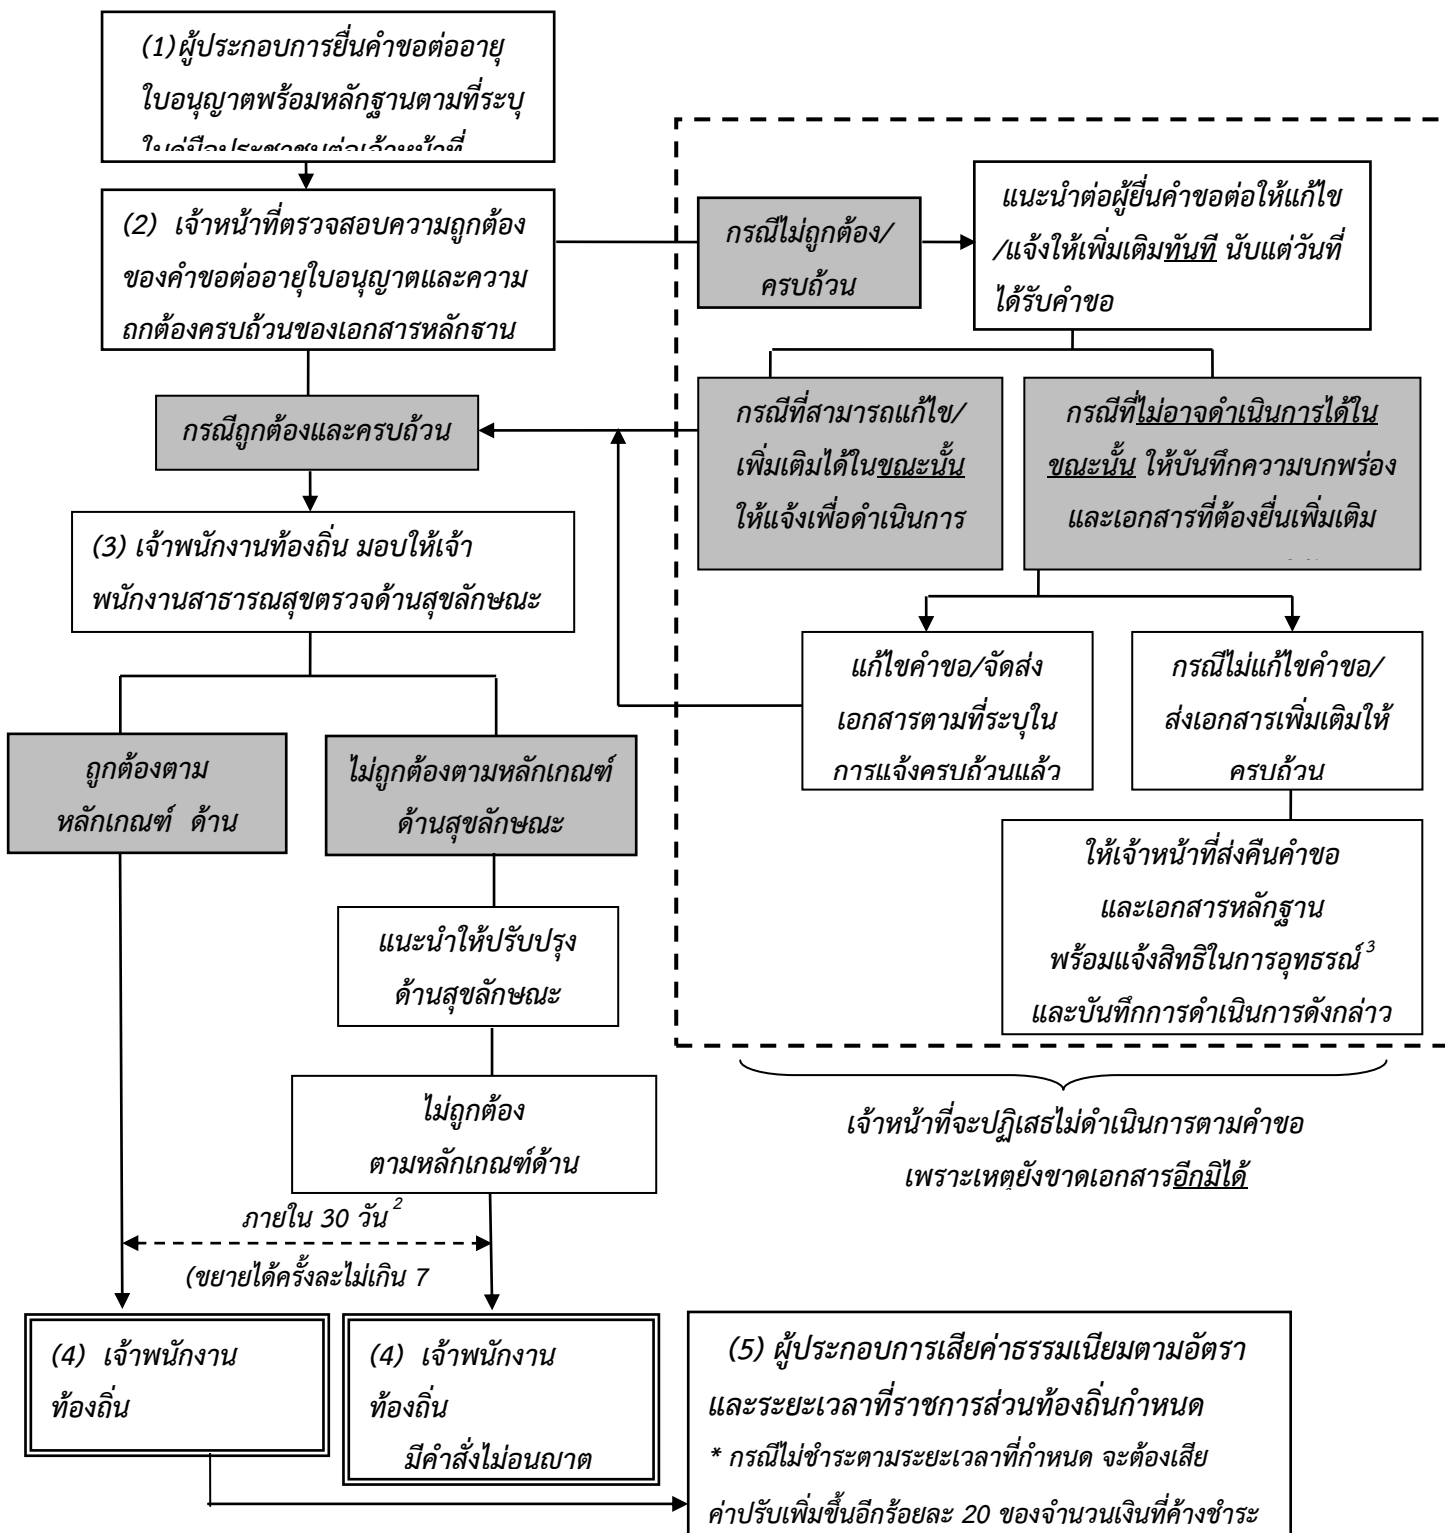 (1)ผู้ประกอบการยื่นคำขอต่ออายุ
ใบอนุญาตพร้อมหลักฐานตามที่ระบุ
ในคู่มือประชาชนต่อเจ้าหน้าที่
(2) เจ้าหน้าที่ตรวจสอบความถูกต้อง
ของคำขอต่ออายุใบอนุญาตและความ
ถูกต้องครบถ้วนของเอกสารหลักฐาน
กรณีไม่ถูกต้อง/
ครบถ้วน
แนะนำต่อผู้ยื่นคำขอต่อให้แก้ไข
/แจ้งให้เพิ่มเติมทันที นับแต่วันที่
ได้รับคำขอ
กรณีถูกต้องและครบถ้วน
กรณีที่สามารถแก้ไข/
เพิ่มเติมได้ในขณะนั้น
ให้แจ้งเพื่อดำเนินการ
กรณีที่ไม่อาจดำเนินการได้ใน
ขณะนั้น ให้บันทึกความบกพร่อง
และเอกสารที่ต้องยื่นเพิ่มเติม
(3) เจ้าพนักงานท้องถิ่น มอบให้เจ้า
พนักงานสาธารณสุขตรวจด้านสุขลักษณะ
แก้ไขคำขอ/จัดส่ง
เอกสารตามที่ระบุใน
การแจ้งครบถ้วนแล้ว
กรณีไม่แก้ไขคำขอ/
ส่งเอกสารเพิ่มเติมให้
ครบถ้วน
ถูกต้องตาม
หลักเกณฑ์ ด้าน
ไม่ถูกต้องตามหลักเกณฑ์
ด้านสุขลักษณะ
ให้เจ้าหน้าที่ส่งคืนคำขอ
และเอกสารหลักฐาน
พร้อมแจ้งสิทธิในการอุทธรณ์ 3
และบันทึกการดำเนินการดังกล่าว
แนะนำให้ปรับปรุง
ด้านสุขลักษณะ
ไม่ถูกต้อง
ตามหลักเกณฑ์ด้าน
เจ้าหน้าที่จะปฏิเสธไม่ดำเนินการตามคำขอ
เพราะเหตุยังขาดเอกสารอีกมิได้
ภายใน 30 วัน 2
(ขยายได้ครั้งละไม่เกิน 7
(4) เจ้าพนักงาน
ท้องถิ่น
(4) เจ้าพนักงาน
ท้องถิ่น
มีคำสั่งไม่อนุญาต
(5) ผู้ประกอบการเสียค่าธรรมเนียมตามอัตรา
และระยะเวลาที่ราชการส่วนท้องถิ่นกำหนด
* กรณีไม่ชำระตามระยะเวลาที่กำหนด จะต้องเสีย
ค่าปรับเพิ่มขึ้นอีกร้อยละ 20 ของจำนวนเงินที่ค้างชำระ